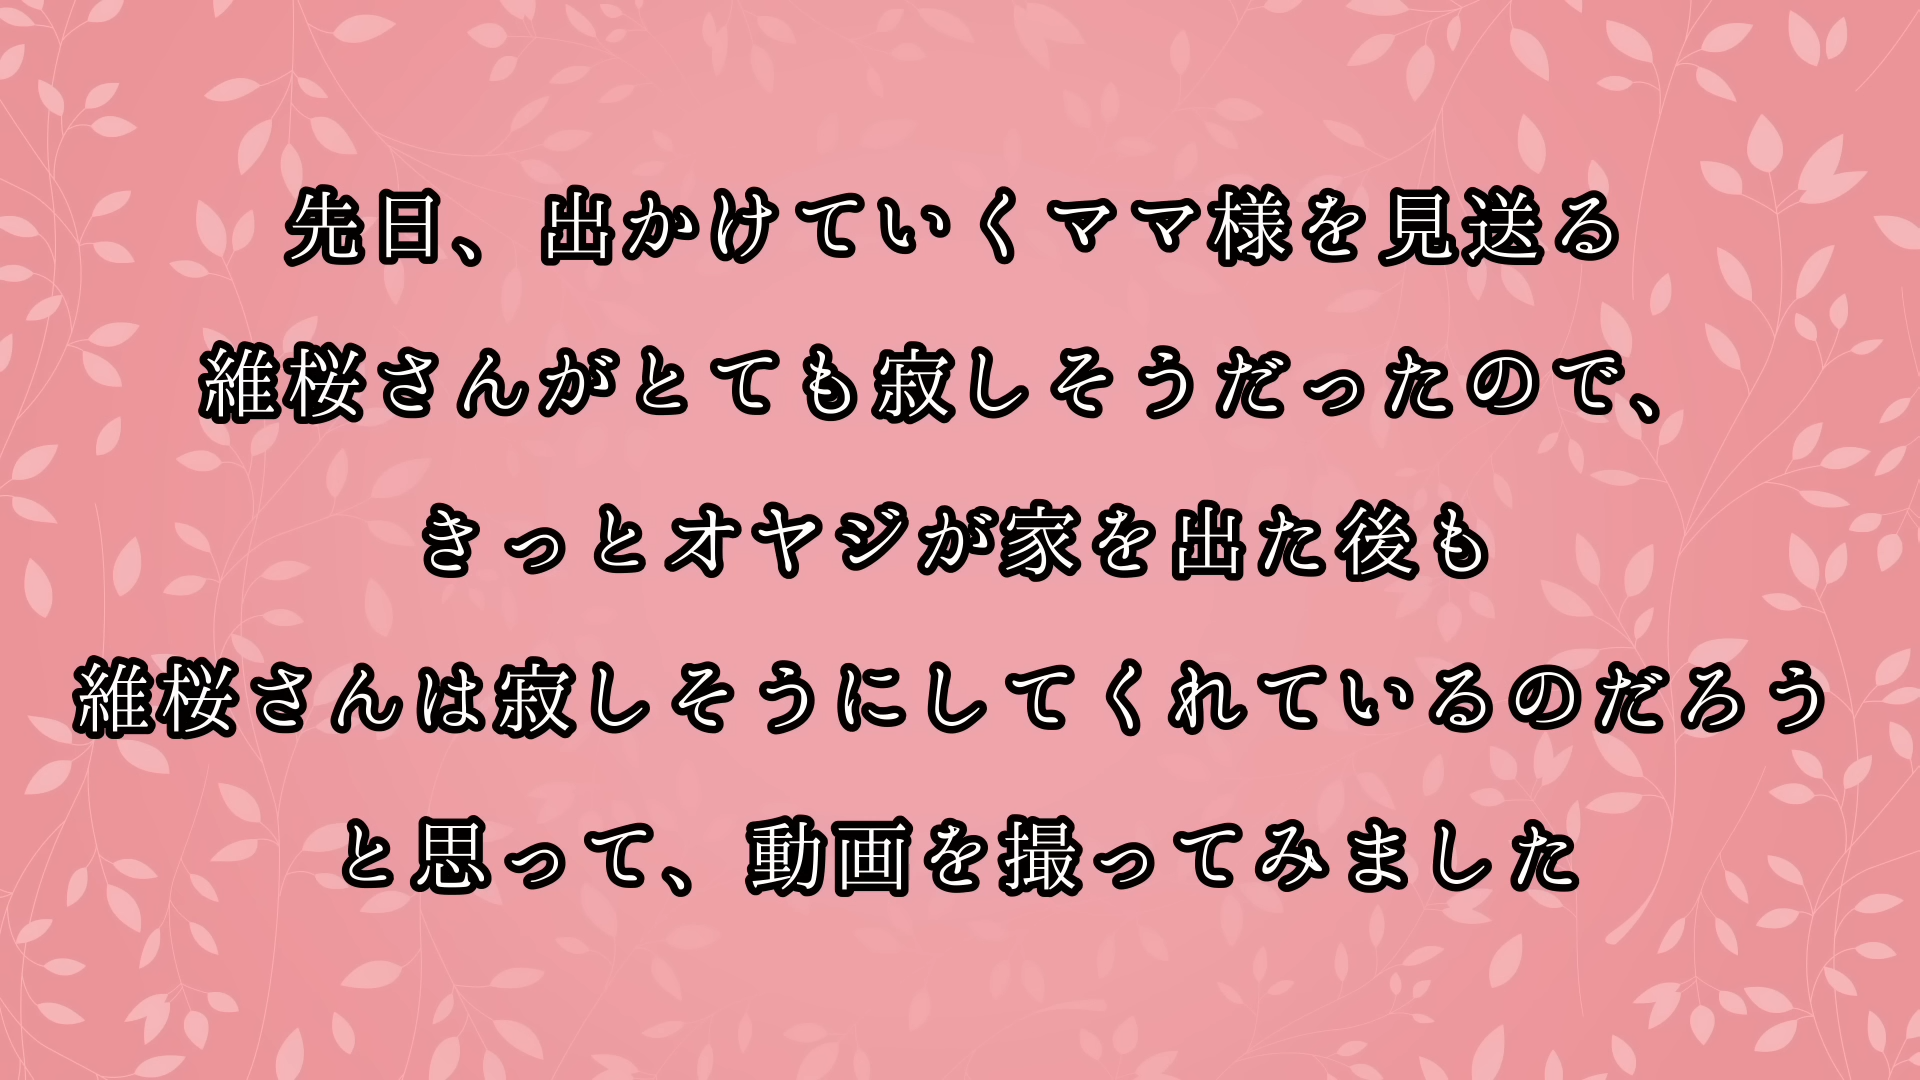 先日、出かけていくママ様を見送る
維桜さんがとても寂しそうだったので、
きっとオヤジが家を出た後も
維桜さんは寂しそうにしてくれているのだろう
と思って、動画を撮ってみました